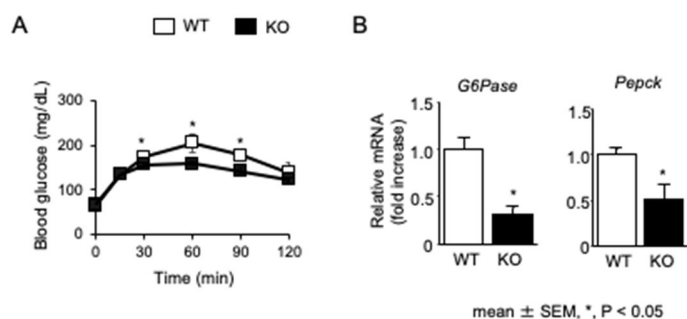 A
WT
KO
Blood glucose (mg/dL)
300
200
100
0
*
*
*
0
30
60
90
120
Time (min)
B
G6Pase
Pepck
Relative mRNA
(fold increase)
1.5
1.0
0.5
0
*
WT
KO
1.5
1.0
0.5
0
*
WT
KO
mean ± SEM, *, P < 0.05